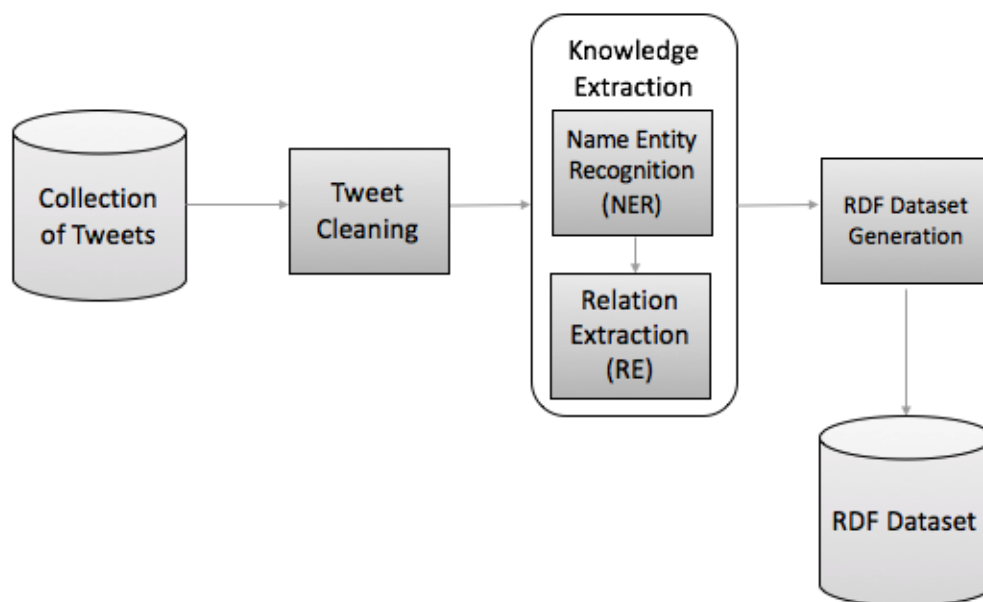 Collection
of Tweets
Tweet
Cleaning
Knowledge
Extraction
Name Entity
Recognition
(NER)
Relation
Extraction
(RE)
RDF Dataset
Generation
RDF Dataset